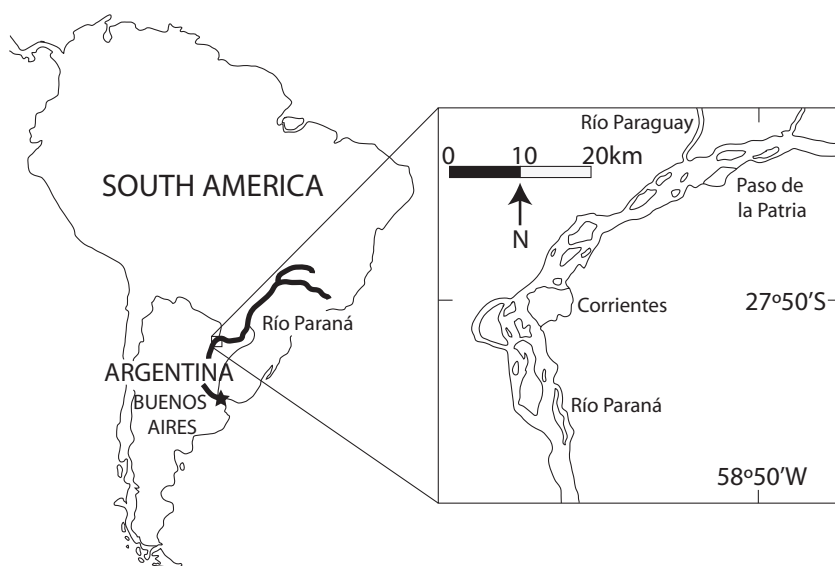 SOUTH AMERICA
Río Paraná
ARGENTINA
BUENOS
AIRES
Río Paraguay
0 10 20km
N
Paso de
la Patria
Corrientes
27º50'S
Río Paraná
58º50'W